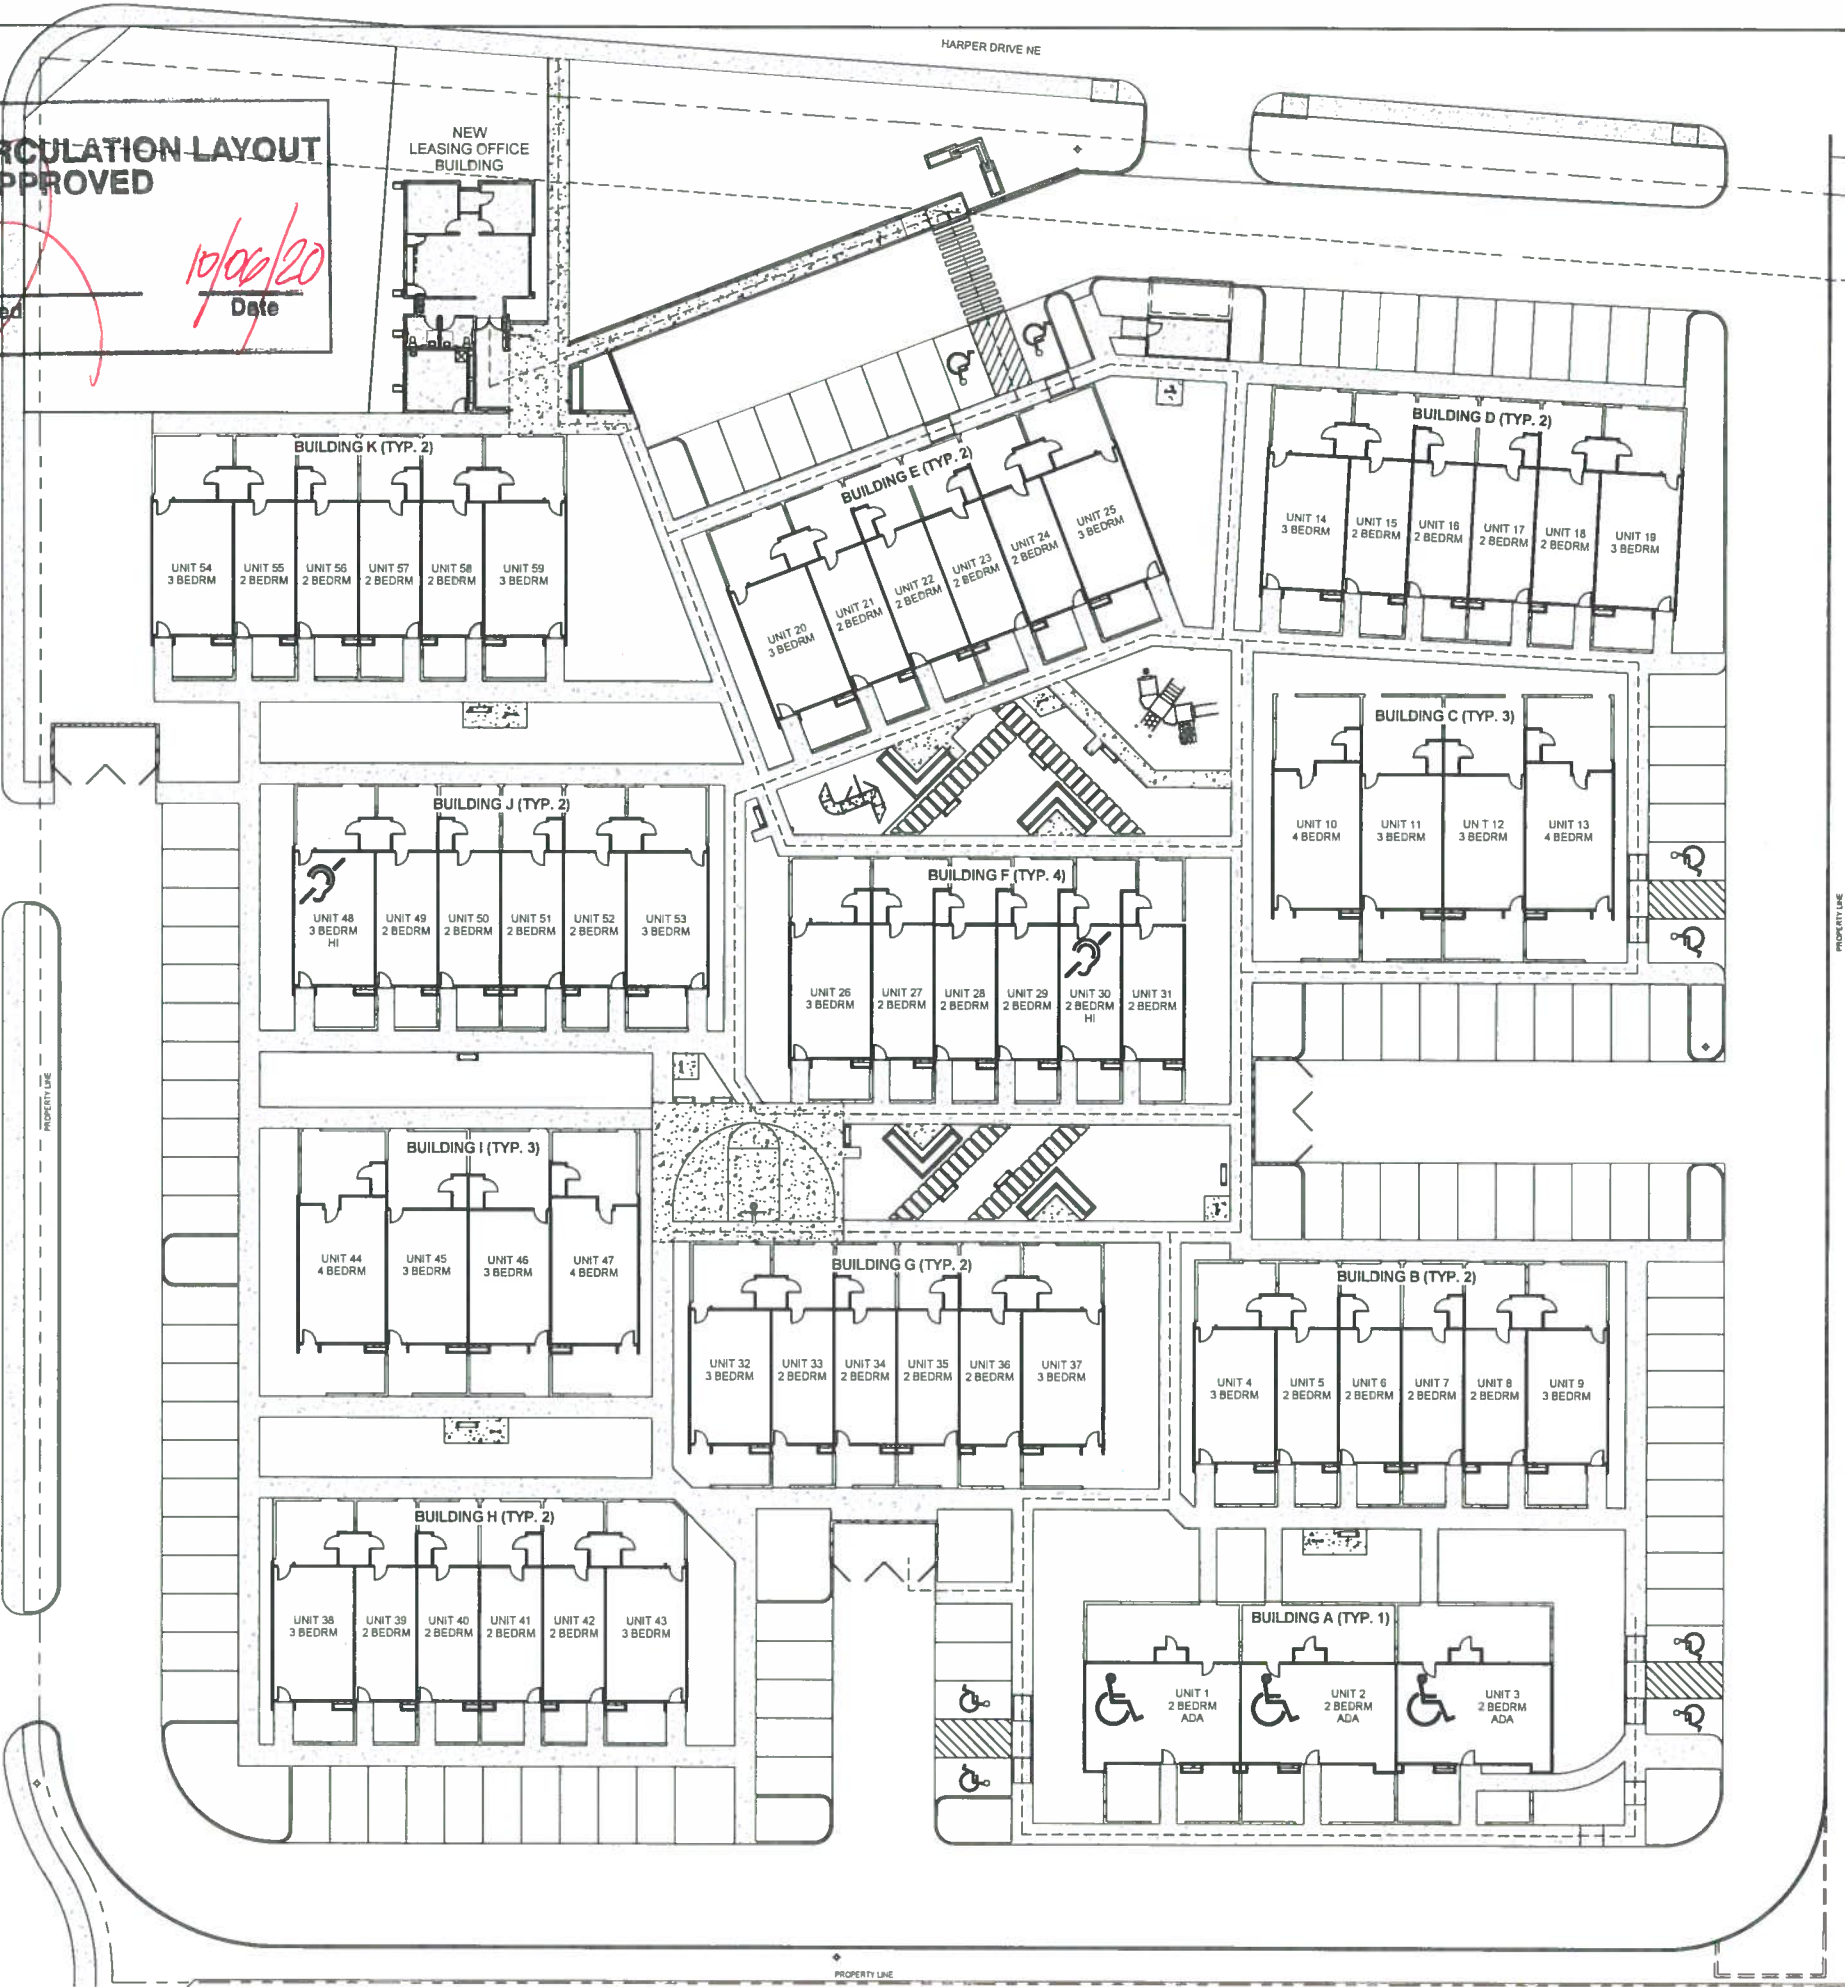 HARPER DRIVE NE
RCULATION LAYOUT
PPROVED
10/06/20
Date
NEW
LEASING OFFICE
BUILDING
BUILDING K (TYP. 2)
UNIT 54
3 BEDRM
UNIT 55
2 BEDRM
UNIT 56
2 BEDRM
UNIT 57
2 BEDRM
UNIT 58
2 BEDRM
UNIT 59
3 BEDRM
BUILDING E (TYP. 2)
UNIT 20
3 BEDRM
UNIT 21
2 BEDRM
UNIT 22
2 BEDRM
UNIT 23
2 BEDRM
UNIT 24
2 BEDRM
UNIT 25
3 BEDRM
BUILDING D (TYP. 2)
UNIT 14
3 BEDRM
UNIT 15
2 BEDRM
UNIT 16
2 BEDRM
UNIT 17
2 BEDRM
UNIT 18
2 BEDRM
UNIT 19
3 BEDRM
BUILDING C (TYP. 3)
UNIT 10
4 BEDRM
UNIT 11
3 BEDRM
UNIT 12
3 BEDRM
UNIT 13
4 BEDRM
BUILDING J (TYP. 2)
UNIT 48
3 BEDRM
HI
UNIT 49
2 BEDRM
UNIT 50
2 BEDRM
UNIT 51
2 BEDRM
UNIT 52
2 BEDRM
UNIT 53
3 BEDRM
BUILDING F (TYP. 4)
UNIT 26
3 BEDRM
UNIT 27
2 BEDRM
UNIT 28
2 BEDRM
UNIT 29
2 BEDRM
UNIT 30
2 BEDRM
HI
UNIT 31
2 BEDRM
PROPERTY LINE
PROPERTY LINE
BUILDING I (TYP. 3)
UNIT 44
4 BEDRM
UNIT 45
3 BEDRM
UNIT 46
3 BEDRM
UNIT 47
4 BEDRM
BUILDING G (TYP. 2)
UNIT 32
3 BEDRM
UNIT 33
2 BEDRM
UNIT 34
2 BEDRM
UNIT 35
2 BEDRM
UNIT 36
2 BEDRM
UNIT 37
3 BEDRM
BUILDING B (TYP. 2)
UNIT 4
3 BEDRM
UNIT 5
2 BEDRM
UNIT 6
2 BEDRM
UNIT 7
2 BEDRM
UNIT 8
2 BEDRM
UNIT 9
3 BEDRM
BUILDING H (TYP. 2)
UNIT 38
3 BEDRM
UNIT 39
2 BEDRM
UNIT 40
2 BEDRM
UNIT 41
2 BEDRM
UNIT 42
2 BEDRM
UNIT 43
3 BEDRM
BUILDING A (TYP. 1)
UNIT 1
2 BEDRM
ADA
UNIT 2
2 BEDRM
ADA
UNIT 3
2 BEDRM
ADA
PROPERTY LINE